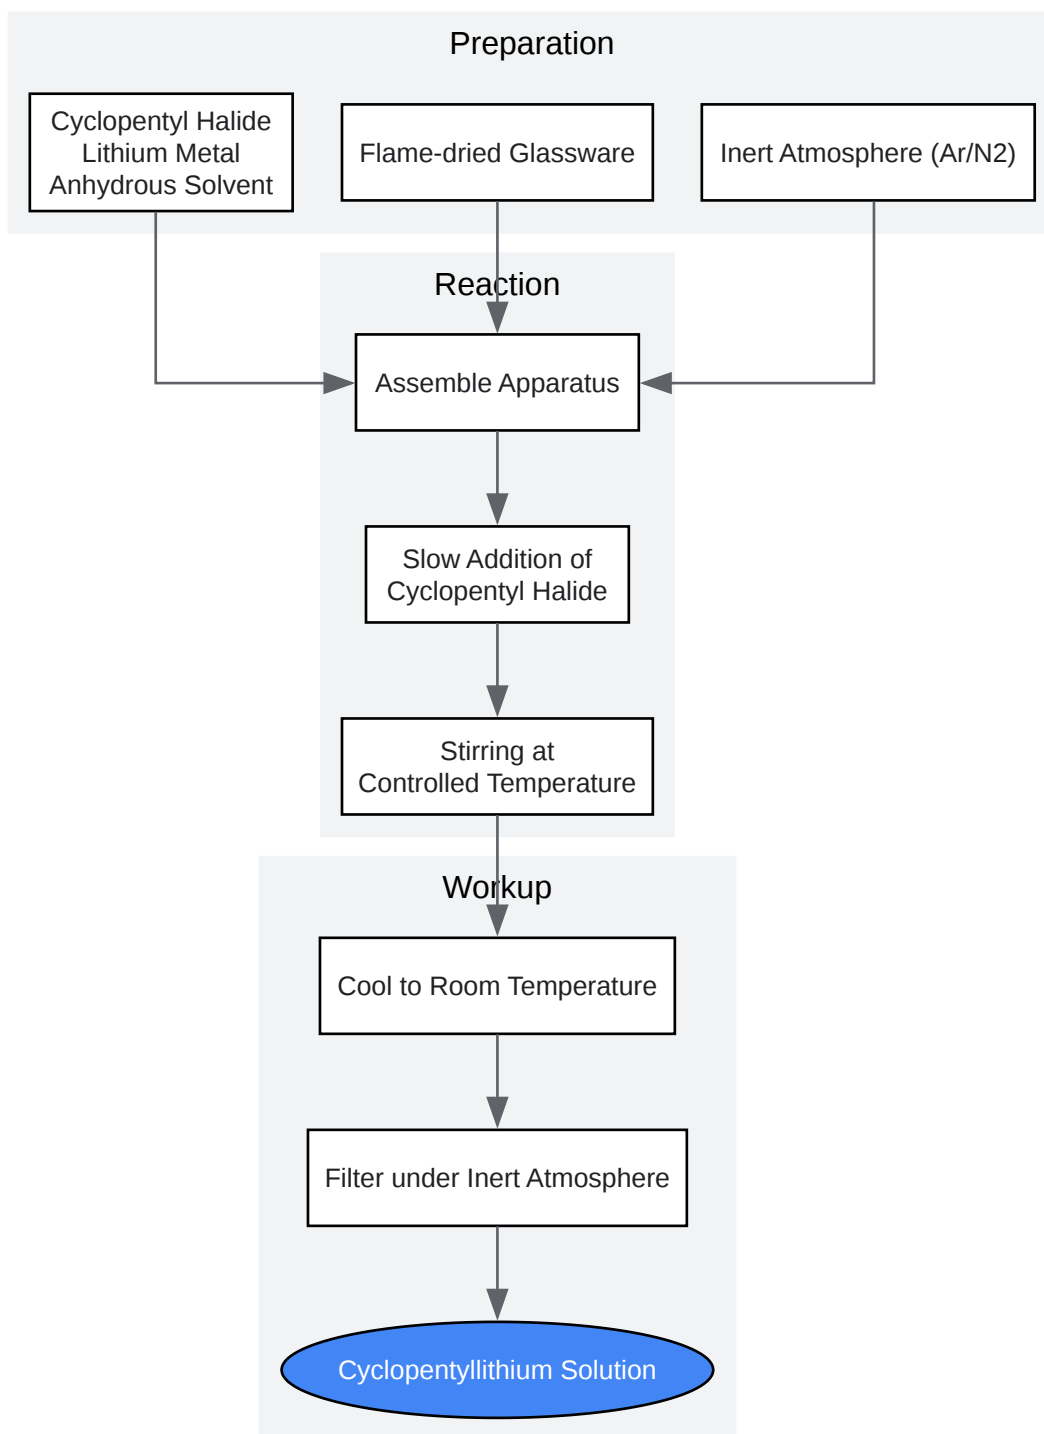 Preparation
Cyclopentyl Halide
Lithium Metal
Anhydrous Solvent
Flame-dried Glassware
Inert Atmosphere (Ar/N2)
Reaction
Assemble Apparatus
Slow Addition of
Cyclopentyl Halide
Stirring at
Controlled Temperature
Workup
Cool to Room Temperature
Filter under Inert Atmosphere
Cyclopentyllithium Solution